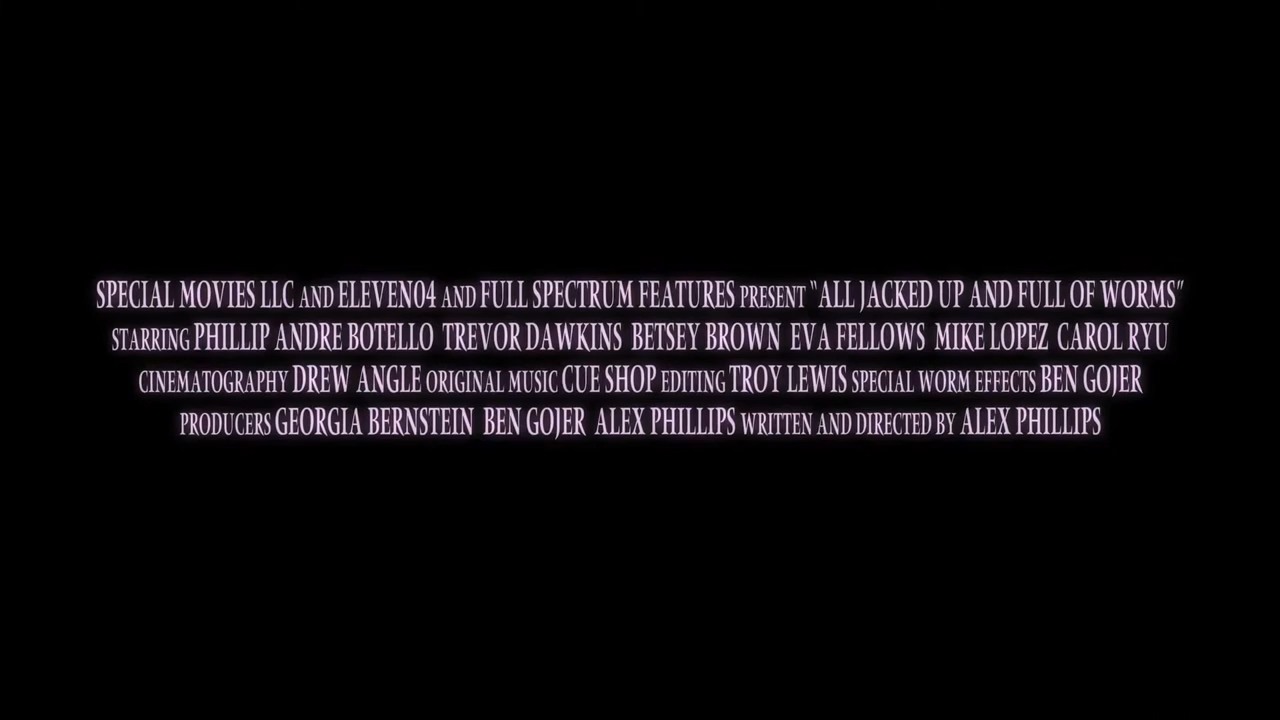 SPECIAL MOVIES LLC AND ELEVEN04 AND FULL SPECTRUM FEATURES PRESENT "ALL JACKED UP AND FULL OF WORMS"
STARRING PHILLIP ANDRE BOTELLO TREVOR DAWKINS BETSEY BROWN EVA FELLOWS MIKE LOPEZ CAROL RYU
CINEMATOGRAPHY DREW ANGLE ORIGINAL MUSIC CUE SHOP EDITING TROY LEWIS SPECIAL WORM EFFECTS BEN GOJER
PRODUCERS GEORGIA BERNSTEIN BEN GOJER ALEX PHILLIPS WRITTEN AND DIRECTED BY ALEX PHILLIPS